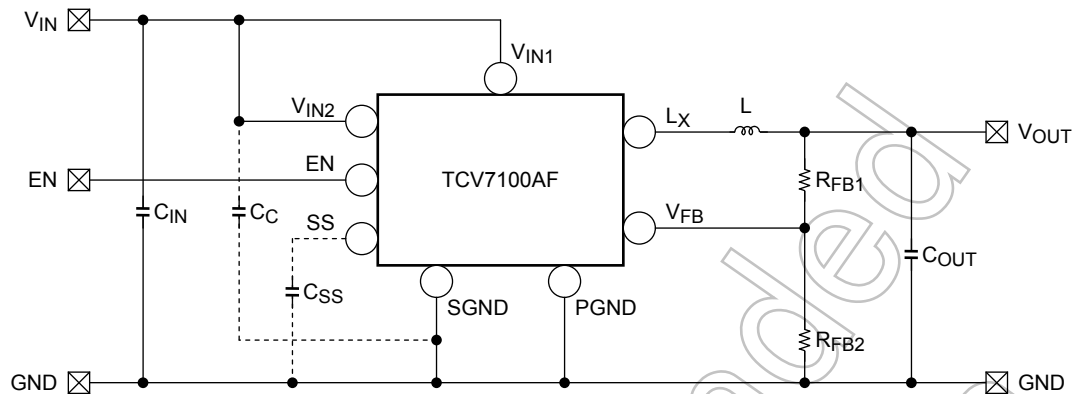 VIN
VIN1
VIN2
LX
L
VOUT
EN
EN
TCV7100AF
RFB1
CIN
CC
SS
VFB
COUT
CSS
SGND
PGND
RFB2
GND
GND